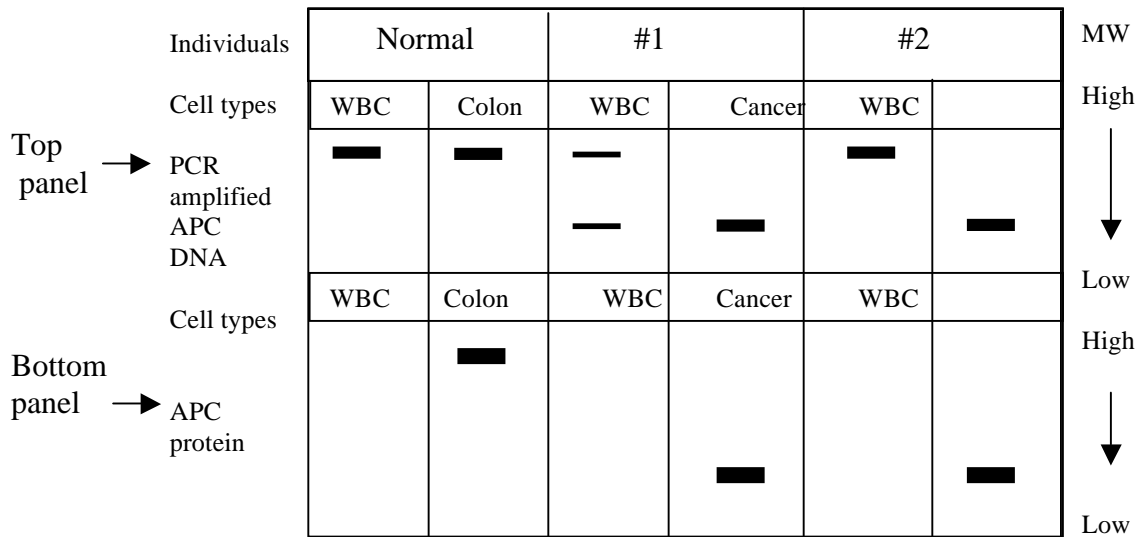 Individuals Normal #1 #2 MW
Cell types WBC Colon WBC Cancer WBC High
Top
panel
PCR
amplified
APC
DNA
Low
Cell types WBC Colon WBC Cancer WBC
High
Bottom
panel
APC
protein
Low